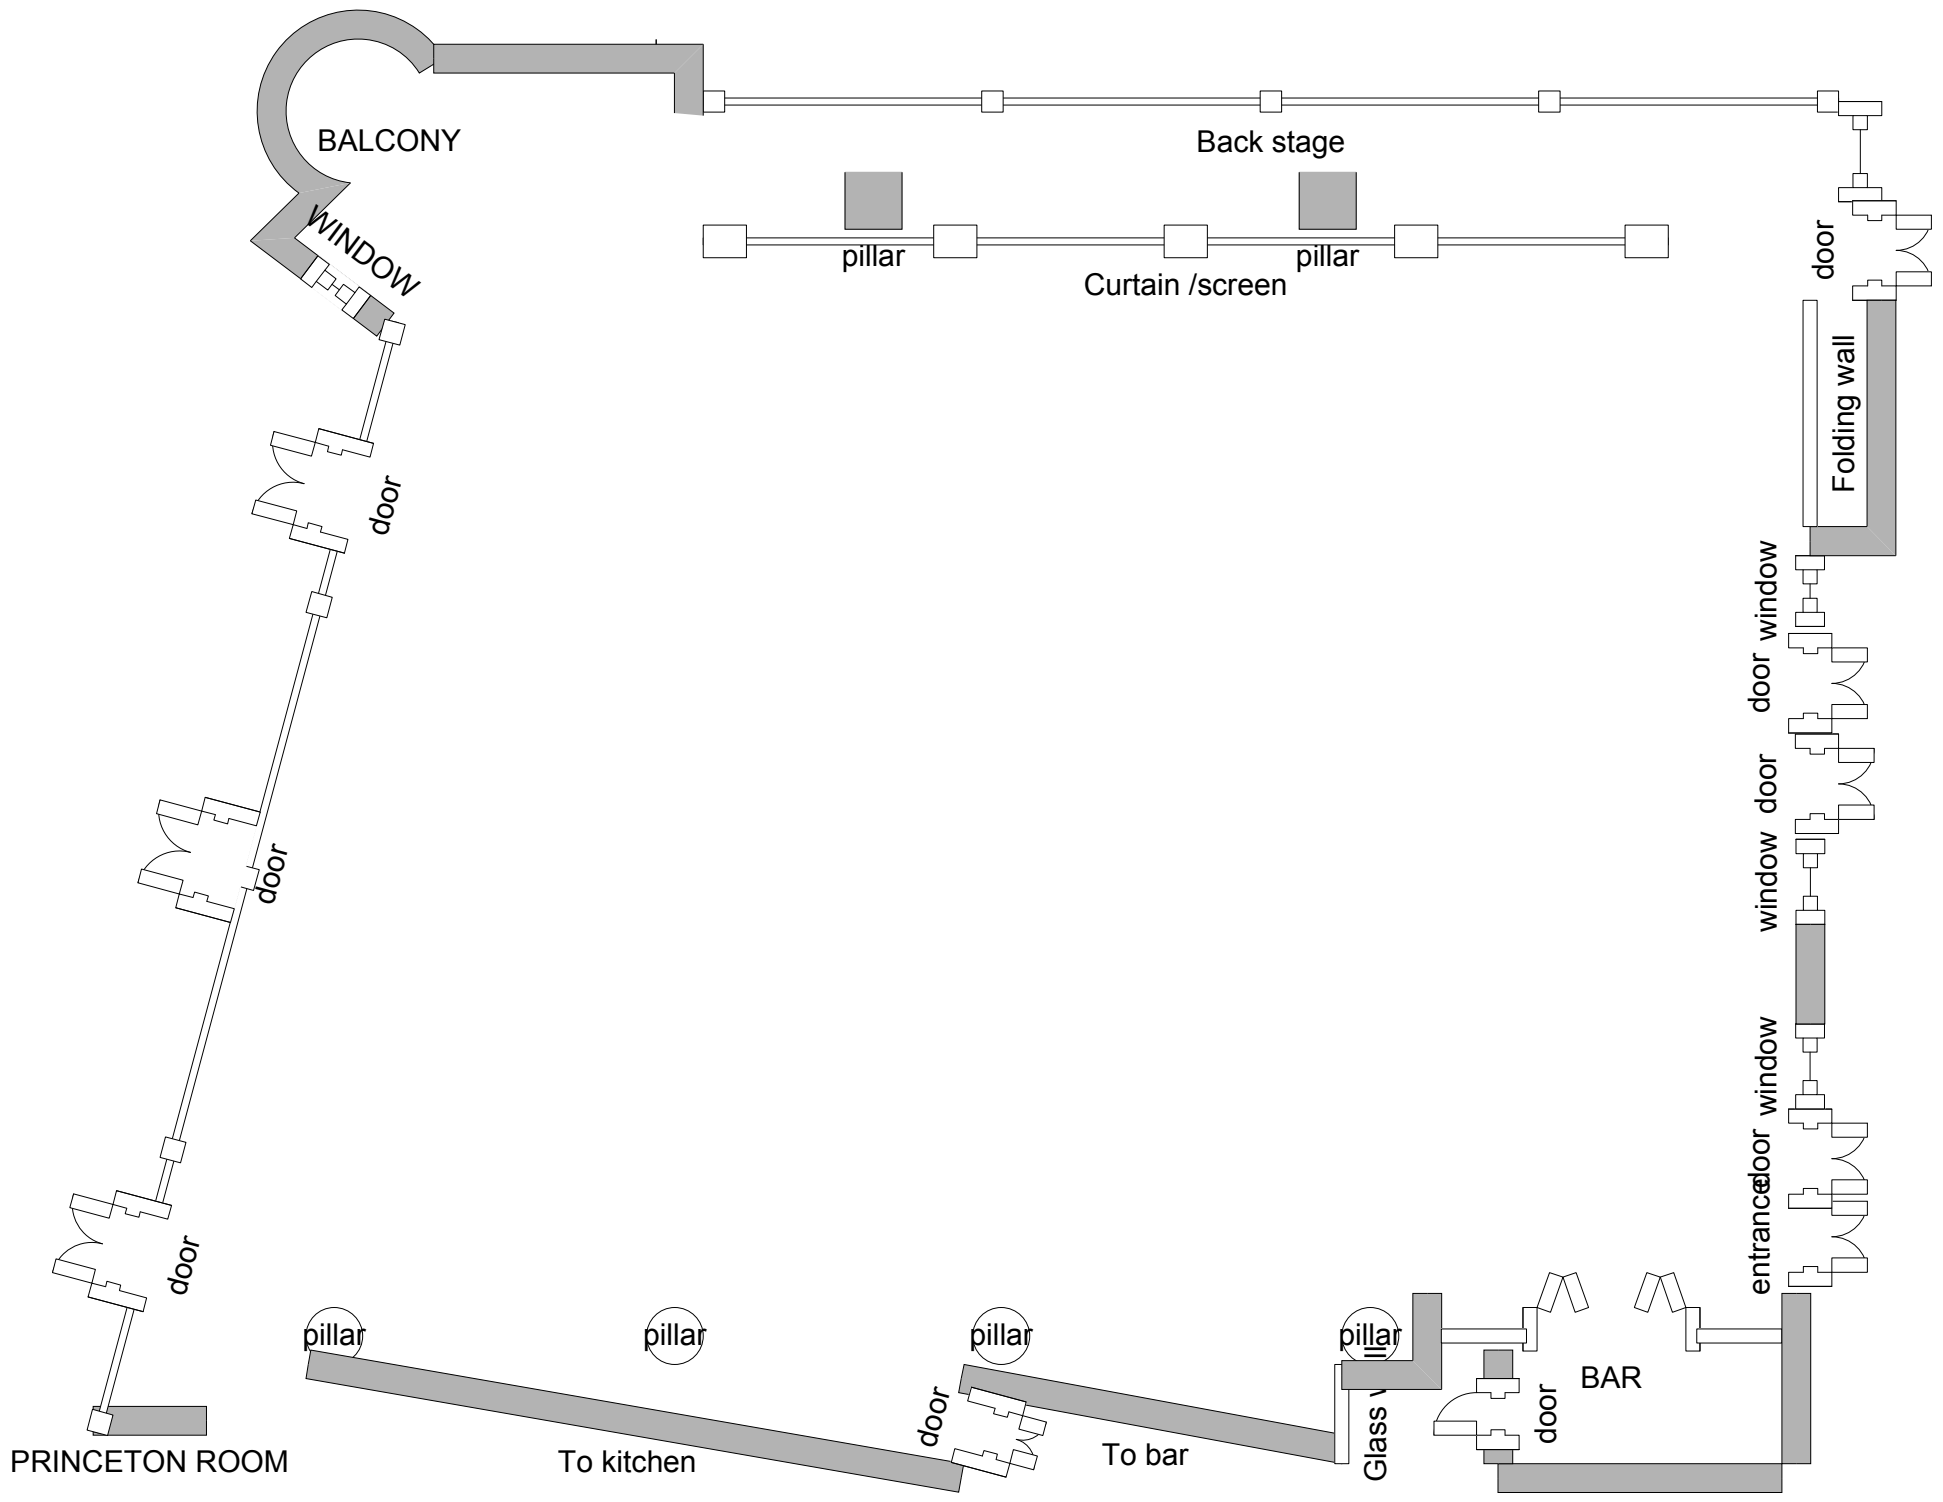 BALCONY
Back stage
WINDOW
pillar
pillar
Curtain /screen
door
Folding wall
door
window
door
door
window
door
window
door
entrance
door
pillar
pillar
pillar
pillar
BAR
door
door
Glass
To bar
To kitchen
PRINCETON ROOM